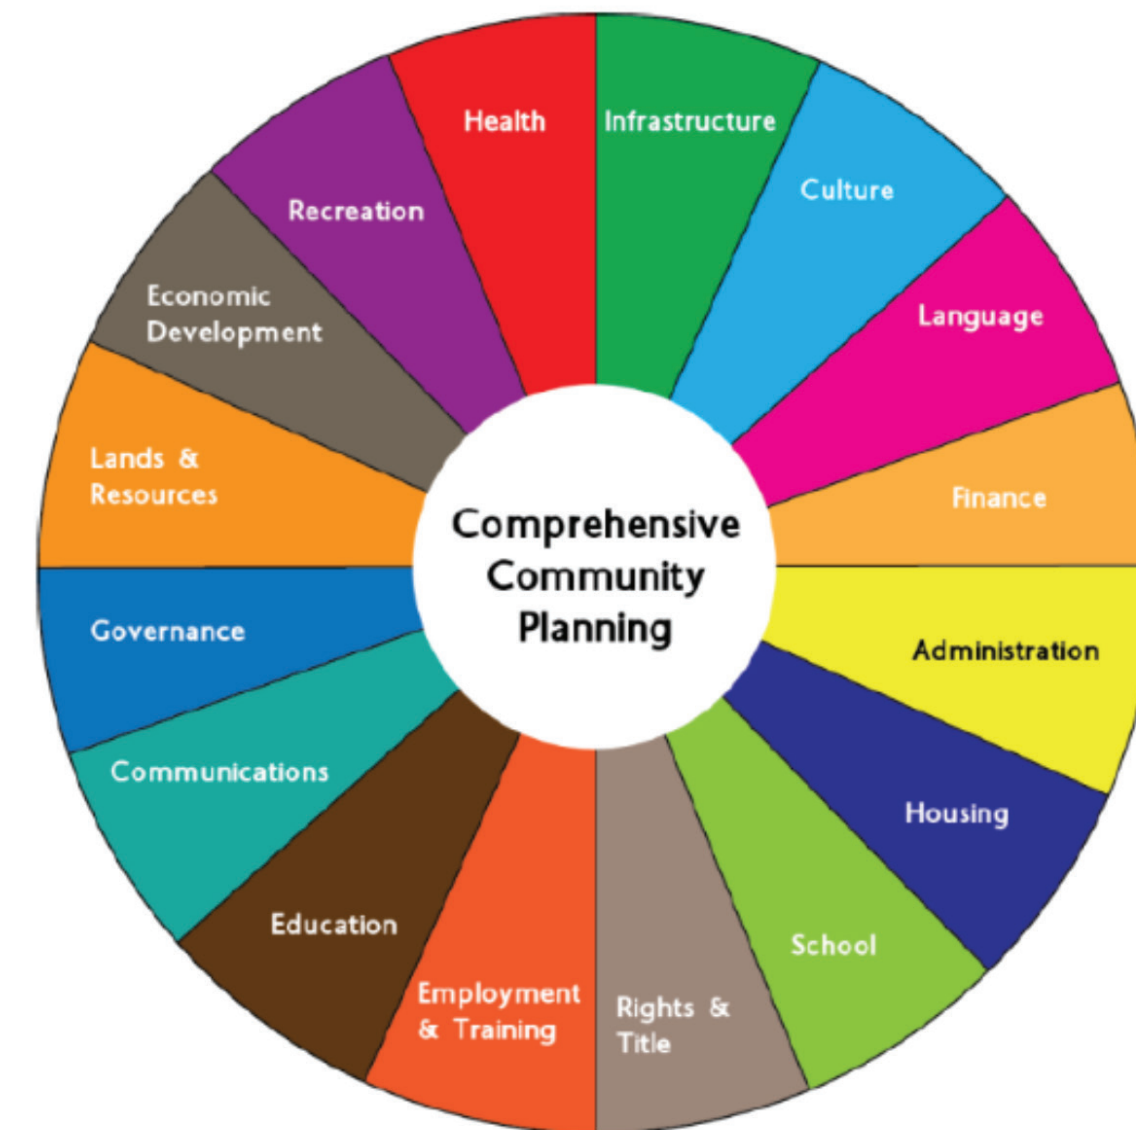 Health
Infrastructure
Culture
Language
Finance
Administration
Housing
School
Rights &
Title
Employment
& Training
Education
Communications
Governance
Lands &
Resources
Economic
Development
Recreation
Comprehensive
Community
Planning